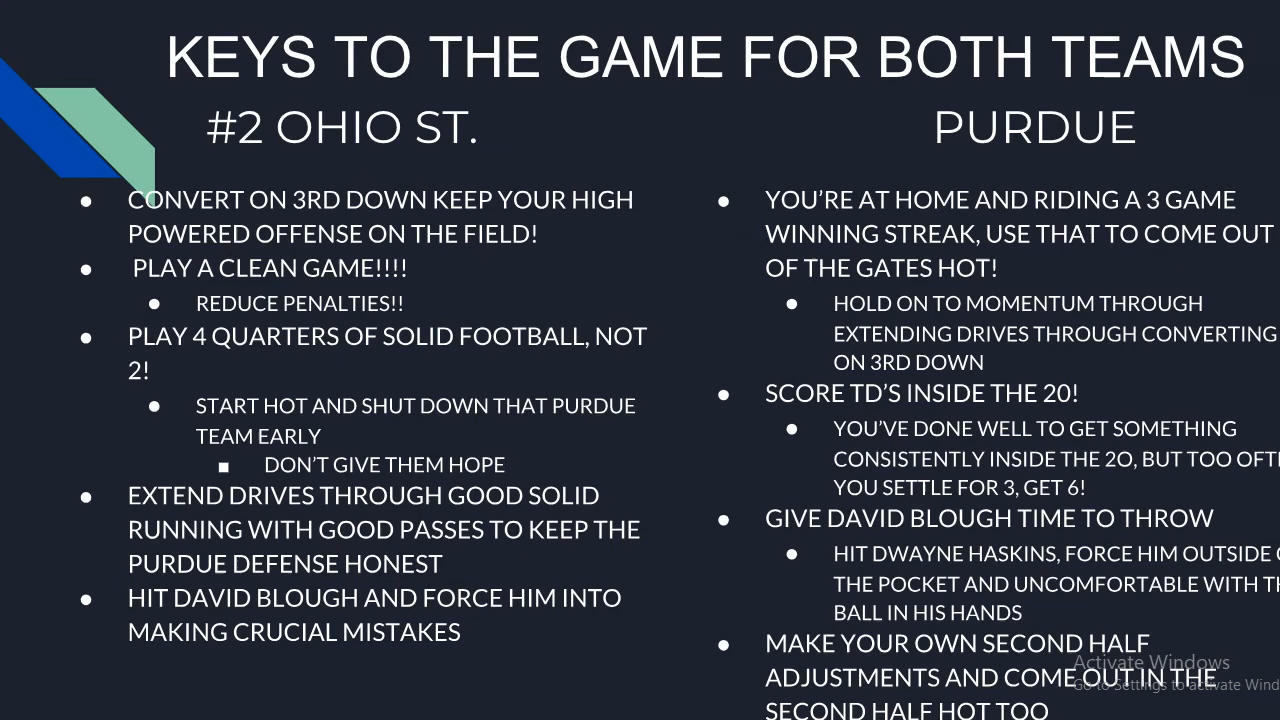 KEYS TO THE GAME FOR BOTH TEAMS
#2 OHIO ST.
CONVERT ON 3RD DOWN KEEP YOUR HIGH
POWERED OFFENSE ON THE FIELD!
PLAY A CLEAN GAME!!!!
REDUCE PENALTIES!!
PLAY 4 QUARTERS OF SOLID FOOTBALL, NOT
2!
START HOT AND SHUT DOWN THAT PURDUE
TEAM EARLY
DON'T GIVE THEM HOPE
EXTEND DRIVES THROUGH GOOD SOLID
RUNNING WITH GOOD PASSES TO KEEP THE
PURDUE DEFENSE HONEST
HIT DAVID BLOUGH AND FORCE HIM INTO
MAKING CRUCIAL MISTAKES
PURDUE
YOU'RE AT HOME AND RIDING A 3 GAME
WINNING STREAK, USE THAT TO COME OUT
OF THE GATES HOT!
HOLD ON TO MOMENTUM THROUGH
EXTENDING DRIVES THROUGH CONVERTING
ON 3RD DOWN
SCORE TD'S INSIDE THE 20!
YOU'VE DONE WELL TO GET SOMETHING
CONSISTENTLY INSIDE THE 2O, BUT TOO
YOU SETTLE FOR 3, GET 6!
GIVE DAVID BLOUGH TIME TO THROW
HIT DWAYNE HASKINS, FORCE HIM OUTSIDE
THE POCKET AND UNCOMFORTABLE WITH
BALL IN HIS HANDS
MAKE YOUR OWN SECOND HALF
ADJUSTMENTS AND COME OUT IN THE
SECOND HALF HOT TOO
Activate Windows
Go to Settings to activate